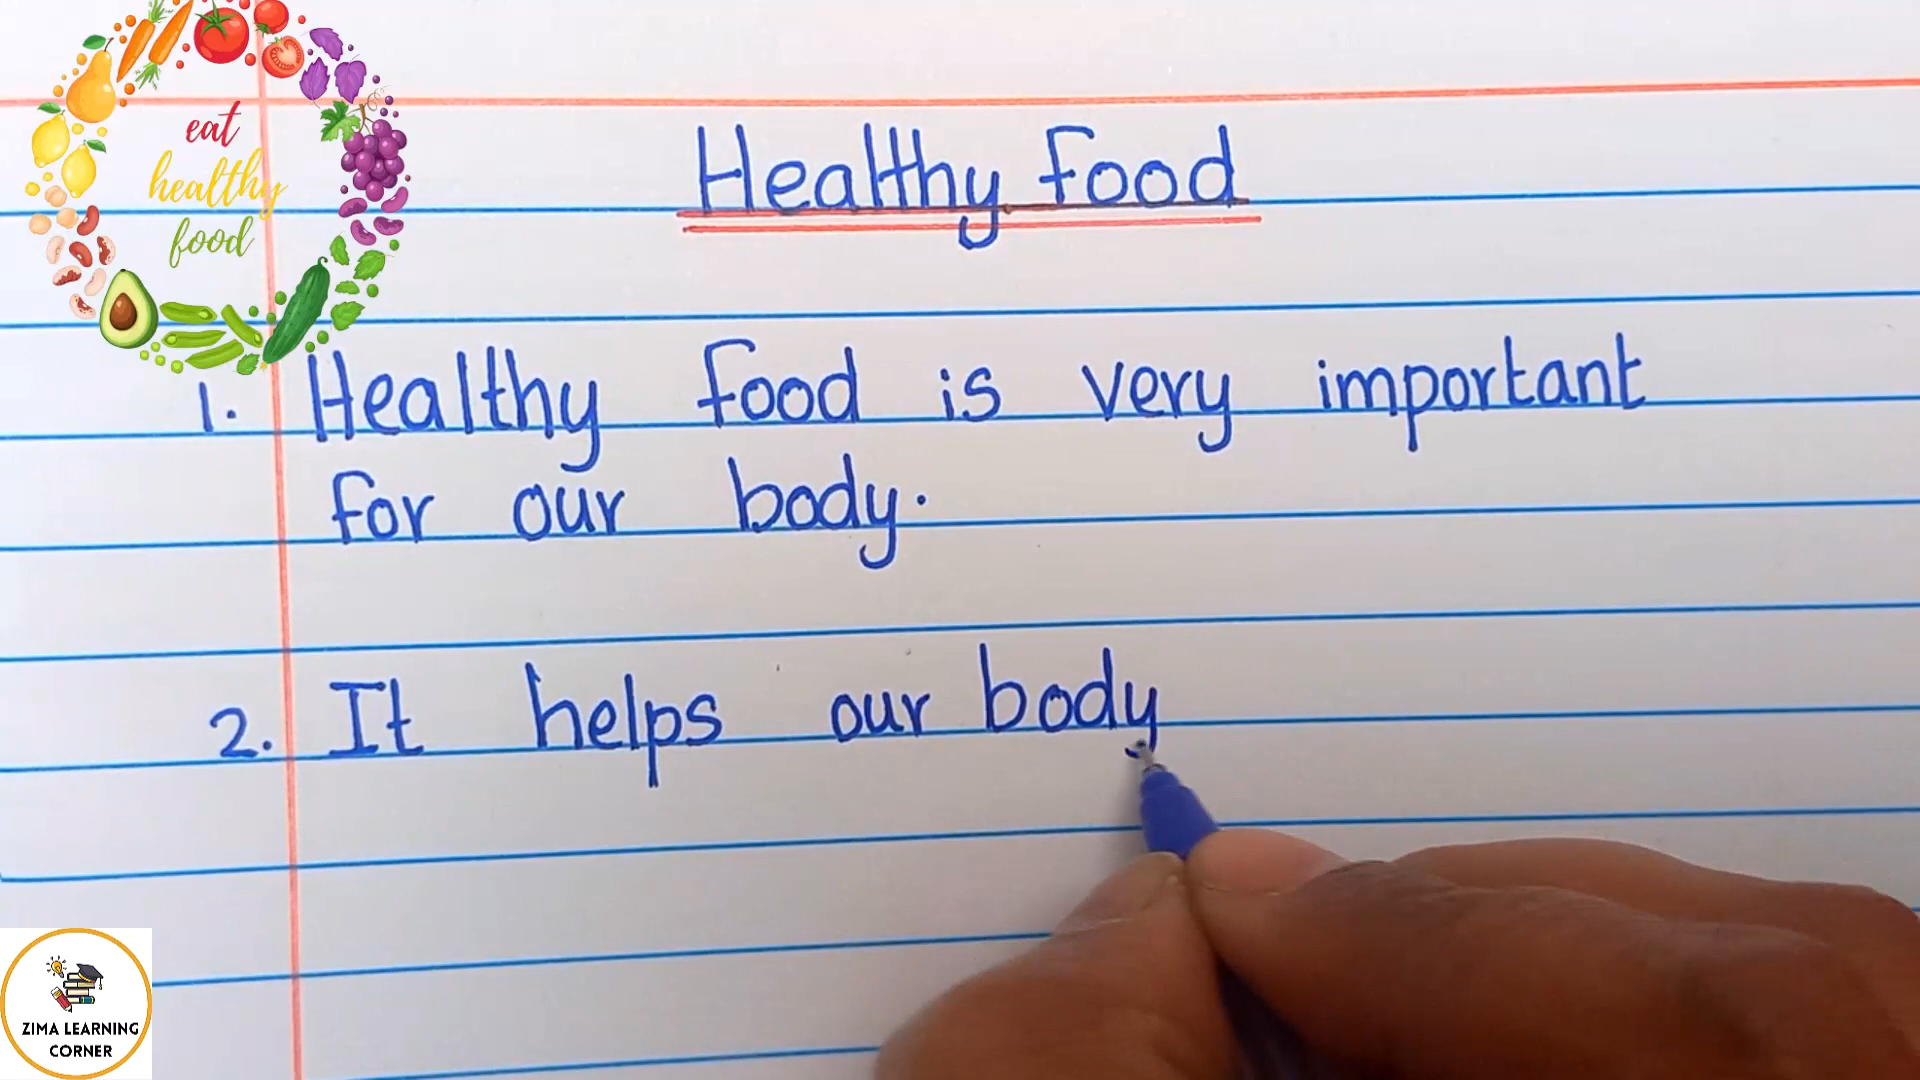 eat
healthy
food
Healthy Food
1. Healthy food is very important
for our body.
2. It helps our body
ZIMA LEARNING
CORNER